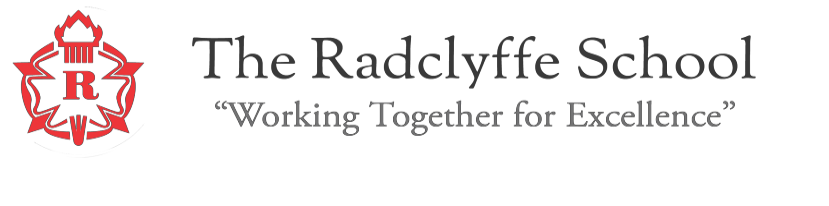 R
The Radclyffe School
“Working Together for Excellence”